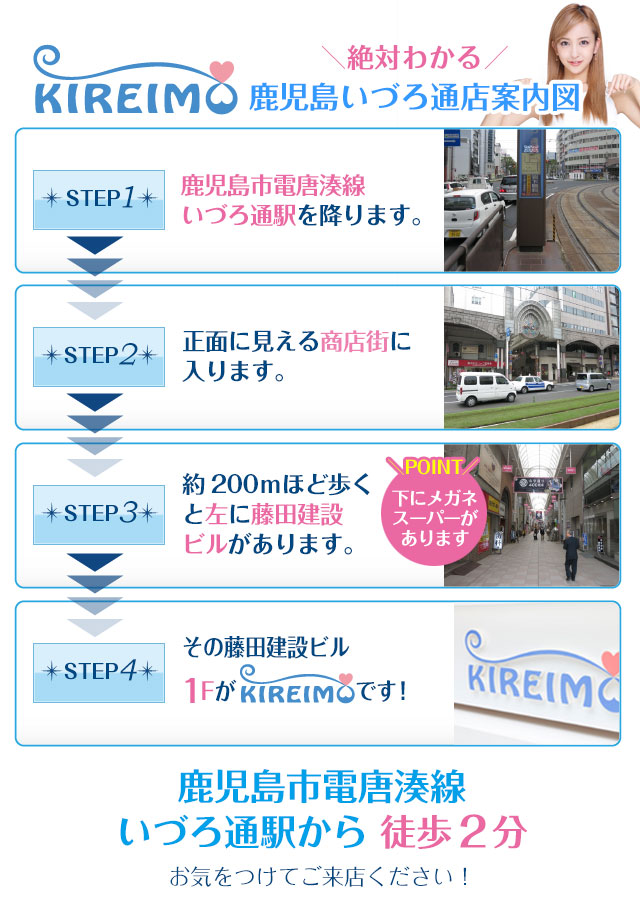 ＼絶対わかる／
KIREIMO 鹿児島いづろ通店案内図
STEP1
鹿児島市電唐湊線
いづろ通駅を降ります。
STEP2
正面に見える商店街に
入ります。
STEP3
約200mほど歩く
と左に藤田建設
ビルがあります。
＼POINT／
下にメガネ
スーパーが
あります
STEP4
その藤田建設ビル
1FがKIREIMOです！
KIREIMO
鹿児島市電唐湊線
いづろ通駅から 徒歩２分
お気をつけてご来店ください！